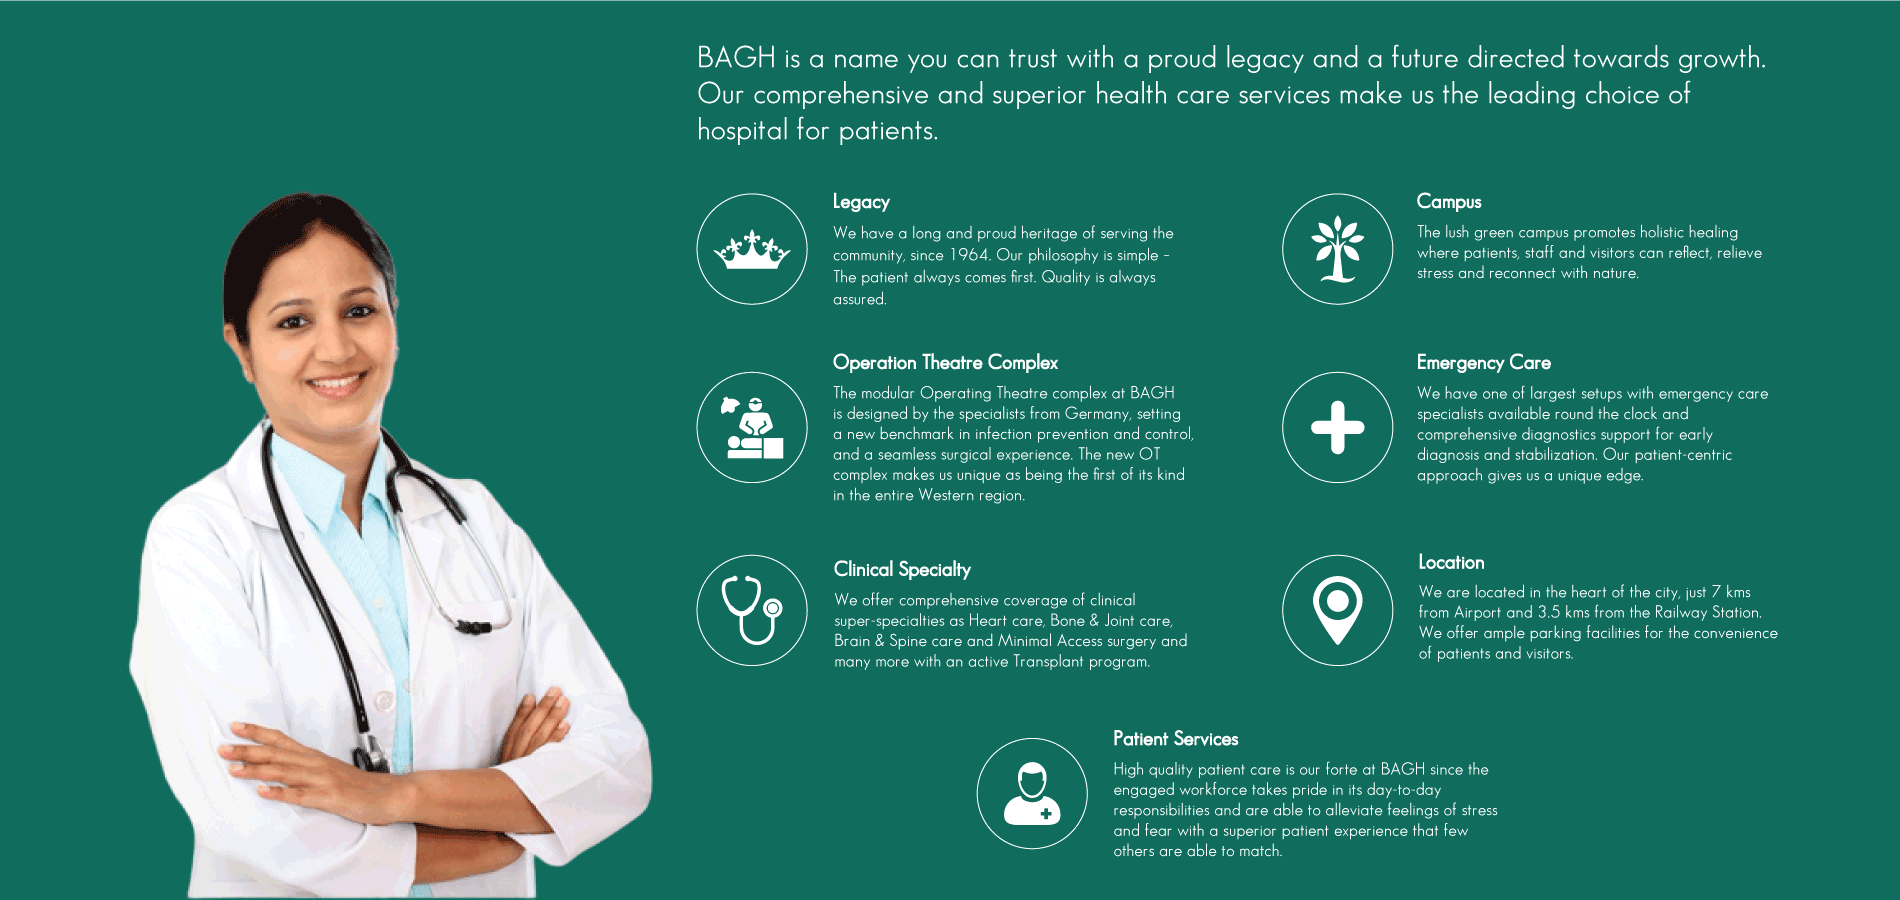 BAGH is a name you can trust with a proud legacy and a future directed towards growth.
Our comprehensive and superior health care services make us the leading choice of
hospital for patients.
Legacy
We have a long and proud heritage of serving the
community, since 1964. Our philosophy is simple -
The patient always comes first. Quality is always
assured.
Campus
The lush green campus promotes holistic healing
where patients, staff and visitors can reflect, relieve
stress and reconnect with nature.
Operation Theatre Complex
The modular Operating Theatre complex at BAGH
is designed by the specialists from Germany, setting
a new benchmark in infection prevention and control,
and a seamless surgical experience. The new OT
complex makes us unique as being the first of its kind
in the entire Western region.
Emergency Care
We have one of largest setups with emergency care
specialists available round the clock and
comprehensive diagnostics support for early
diagnosis and stabilization. Our patient-centric
approach gives us a unique edge.
Clinical Specialty
We offer comprehensive coverage of clinical
super-specialties as Heart care, Bone & Joint care,
Brain & Spine care and Minimal Access surgery and
many more with an active Transplant program.
Location
We are located in the heart of the city, just 7 kms
from Airport and 3.5 kms from the Railway Station.
We offer ample parking facilities for the convenience
of patients and visitors.
Patient Services
High quality patient care is our forte at BAGH since the
engaged workforce takes pride in its day-to-day
responsibilities and are able to alleviate feelings of stress
and fear with a superior patient experience that few
others are able to match.